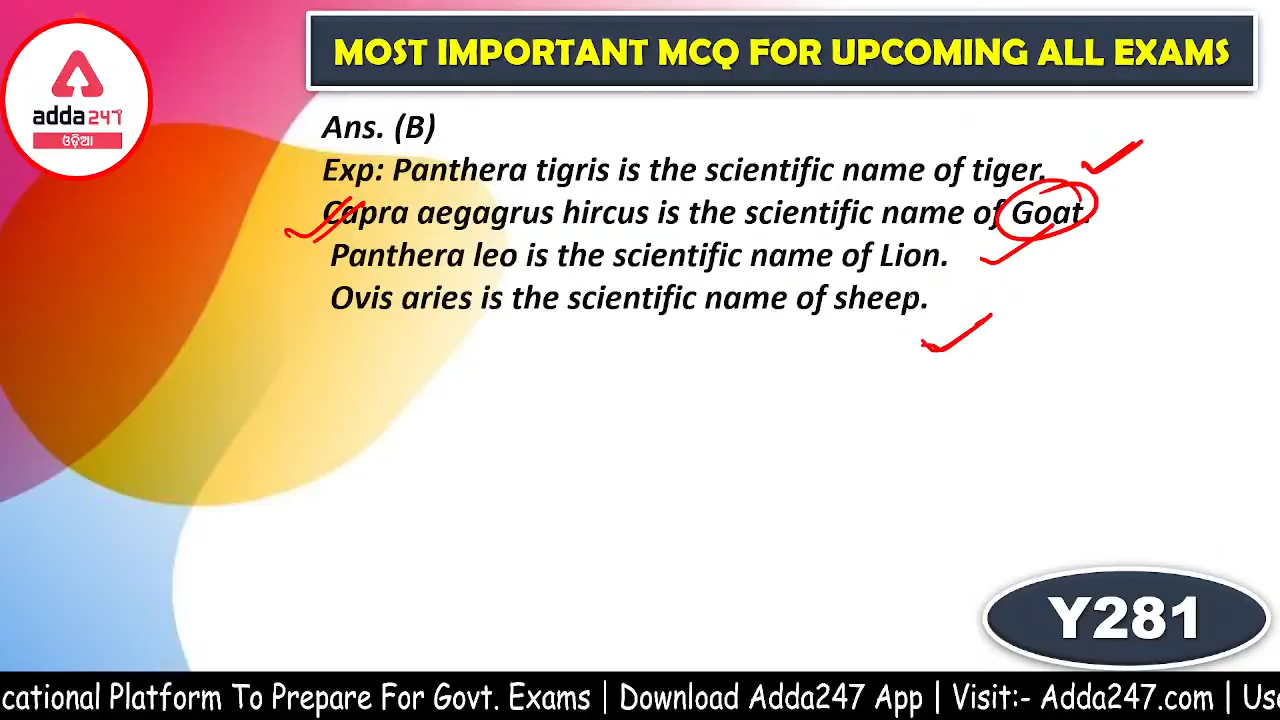 MOST IMPORTANT MCQ FOR UPCOMING ALL EXAMS
adda247
ଓଡ଼ିଆ
Ans. (B)
Exp: Panthera tigris is the scientific name of tiger.
Capra aegagrus hircus is the scientific name of Goat.
Panthera leo is the scientific name of Lion.
Ovis aries is the scientific name of sheep.
Y281
cational Platform To Prepare For Govt. Exams | Download Adda247 App | Visit:- Adda247.com | Use